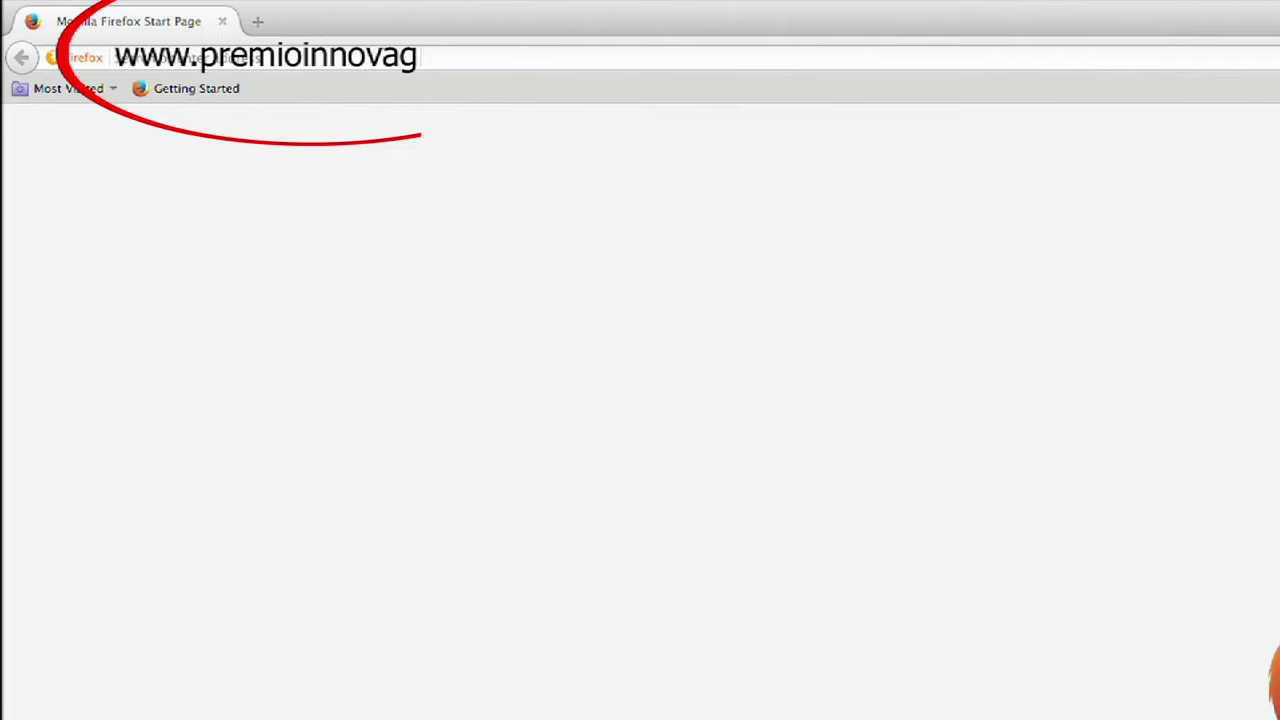 Mozilla Firefox Start Page
www.premioinnovag
Firefox
Most Visited
Getting Started